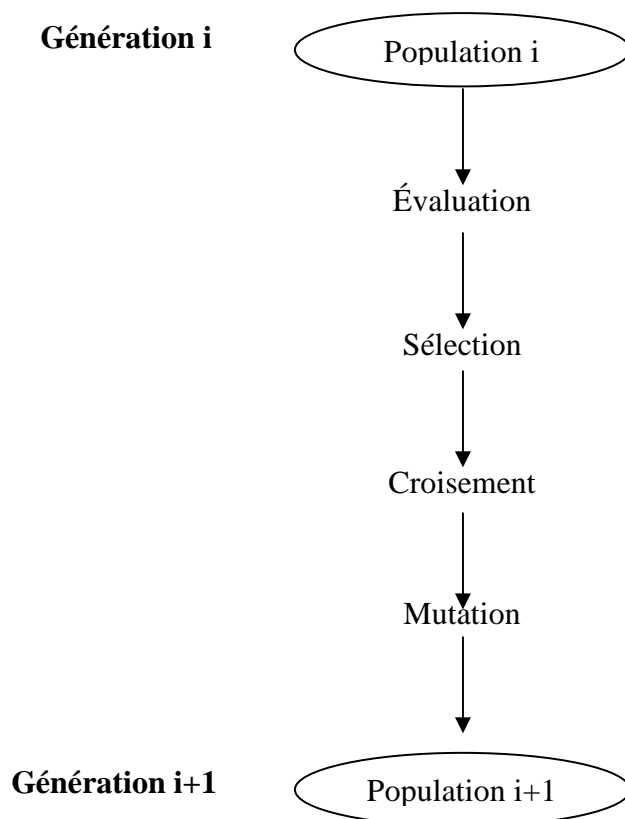 Génération i
Population i
Évaluation
Sélection
Croisement
Mutation
Génération i+1
Population i+1